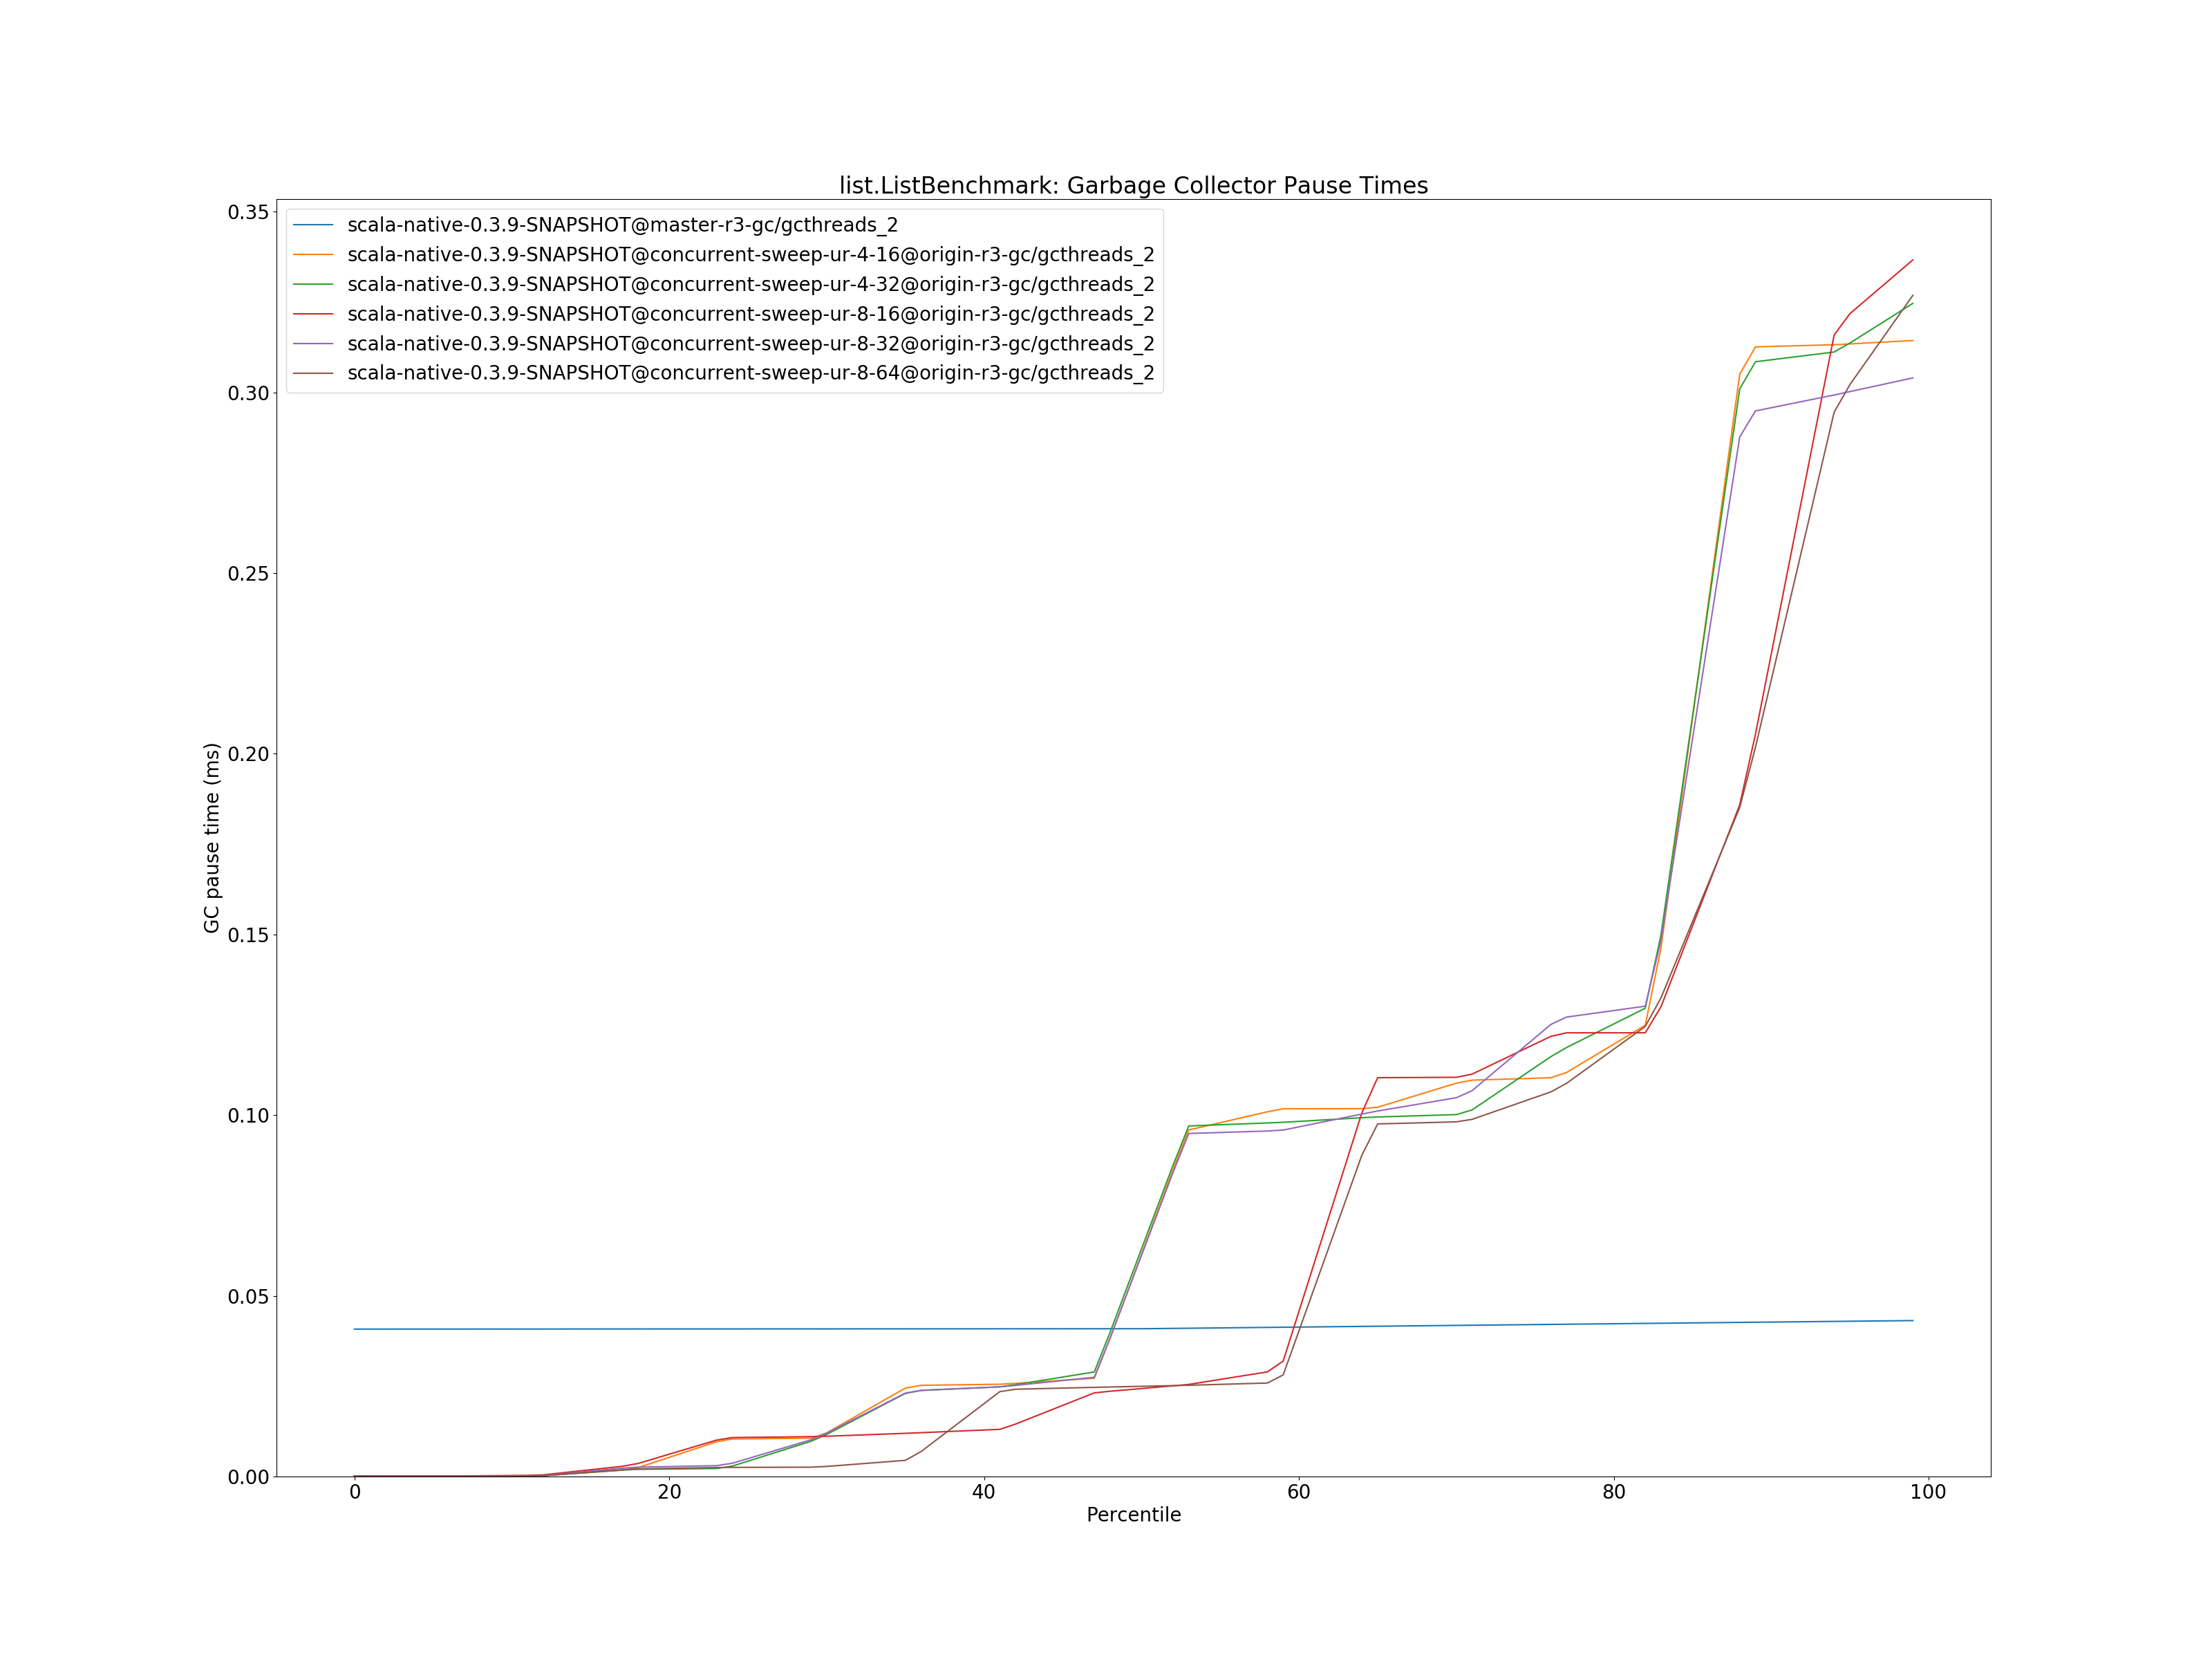 list.ListBenchmark: Garbage Collector Pause Times
scala-native-0.3.9-SNAPSHOT@master-r3-gc/gcthreads_2
scala-native-0.3.9-SNAPSHOT@concurrent-sweep-ur-4-16@origin-r3-gc/gcthreads_2
scala-native-0.3.9-SNAPSHOT@concurrent-sweep-ur-4-32@origin-r3-gc/gcthreads_2
scala-native-0.3.9-SNAPSHOT@concurrent-sweep-ur-8-16@origin-r3-gc/gcthreads_2
scala-native-0.3.9-SNAPSHOT@concurrent-sweep-ur-8-32@origin-r3-gc/gcthreads_2
scala-native-0.3.9-SNAPSHOT@concurrent-sweep-ur-8-64@origin-r3-gc/gcthreads_2
GC pause time (ms)
0.35
0.30
0.25
0.20
0.15
0.10
0.05
0.00
0 20 40 60 80 100
Percentile